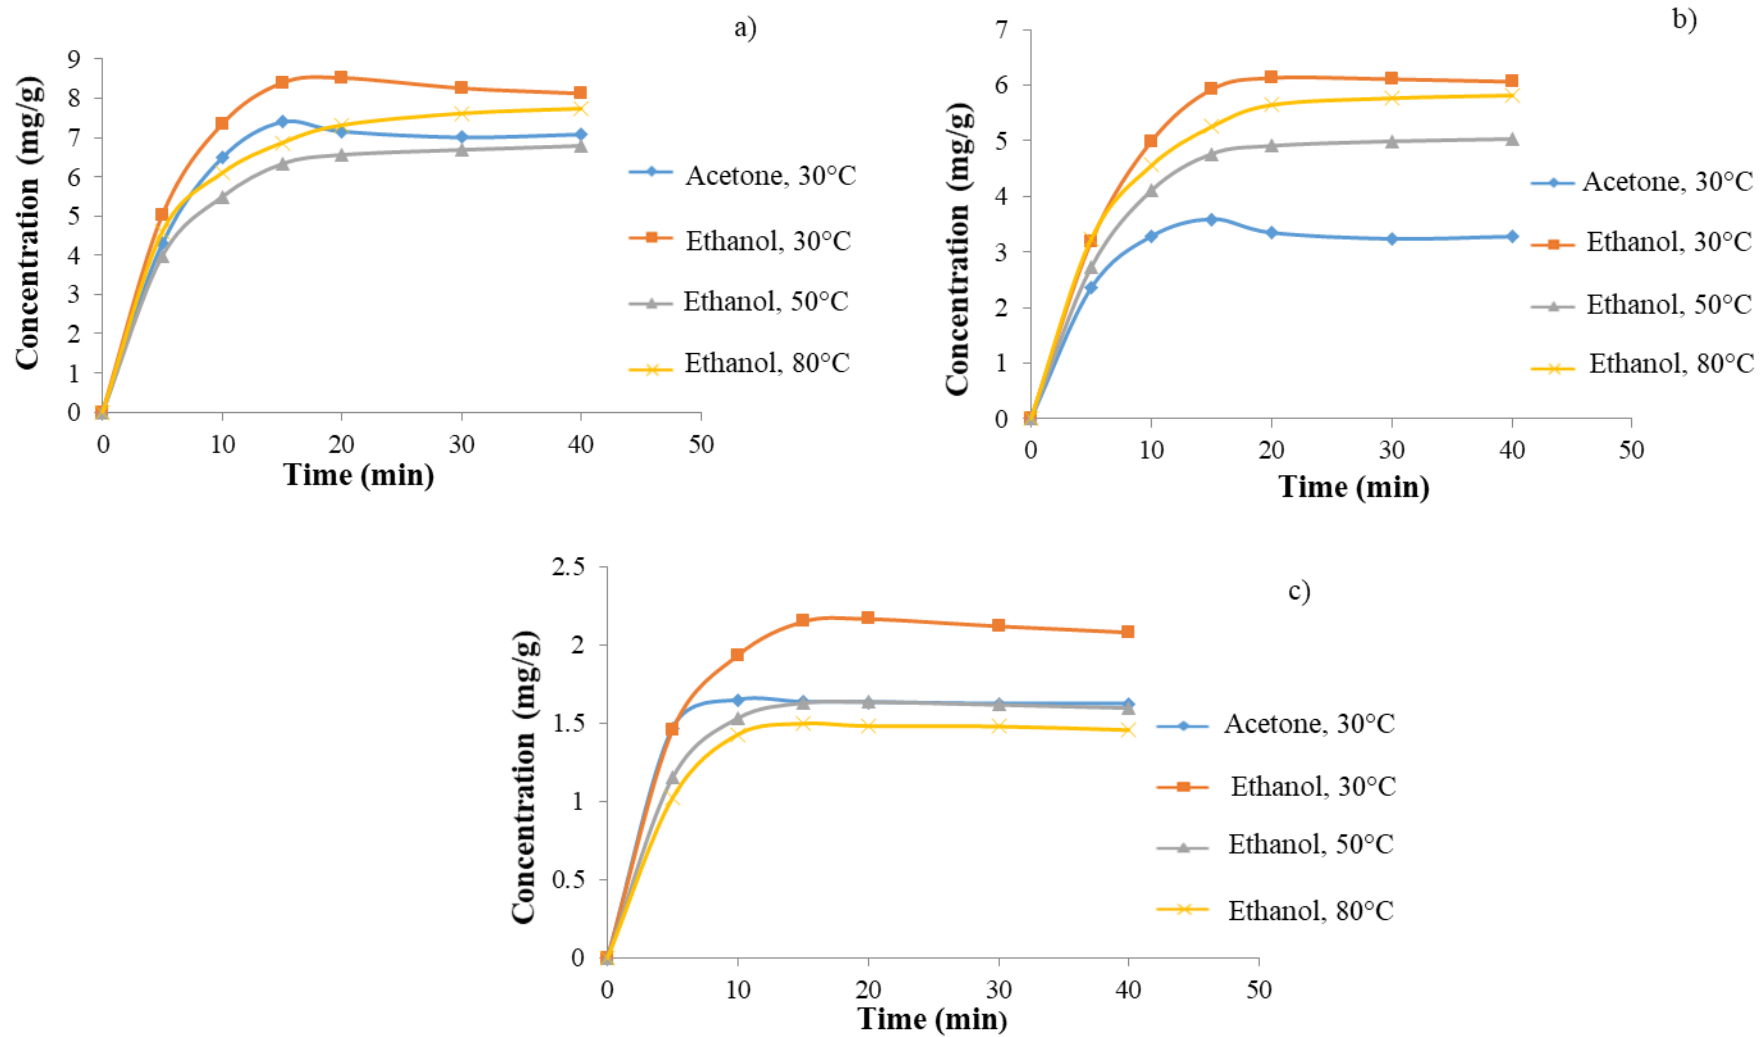 a)
Concentration (mg/g)
9
8
7
6
5
4
3
2
1
0
0 10 20 30 40 50
Time (min)
Acetone, 30°C
Ethanol, 30°C
Ethanol, 50°C
Ethanol, 80°C
b)
Concentration (mg/g)
7
6
5
4
3
2
1
0
0 10 20 30 40 50
Time (min)
Acetone, 30°C
Ethanol, 30°C
Ethanol, 50°C
Ethanol, 80°C
c)
Concentration (mg/g)
2.5
2
1.5
1
0.5
0
0 10 20 30 40 50
Time (min)
Acetone, 30°C
Ethanol, 30°C
Ethanol, 50°C
Ethanol, 80°C